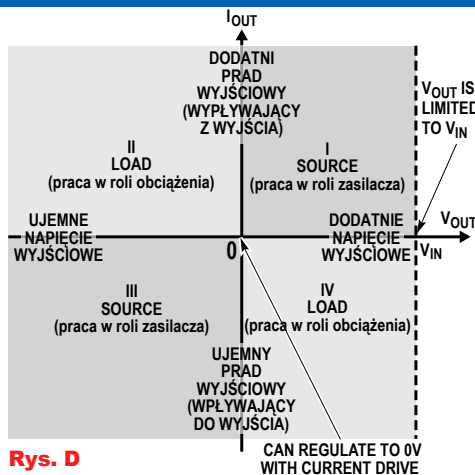 IOUT
DODATNI
PRAD
WYJŚCIOWY
(WYPŁYWAJĄCY
Z WYJŚCIA)
VOUT IS
LIMITED
TO VIN
II
LOAD
(praca w roli obciążenia)
I
SOURCE
(praca w roli zasilacza)
UJEMNE
NAPIĘCIE
WYJŚCIOWE
DODATNIE
NAPIĘCIE
WYJŚCIOWE
VOUT
VIN
0
III
SOURCE
(praca w roli zasilacza)
IV
LOAD
(praca w roli obciążenia)
UJEMNY
PRAD
WYJŚCIOWY
(WPŁYWAJĄCY
DO WYJŚCIA)
Rys. D
CAN REGULATE TO 0V
WITH CURRENT DRIVE